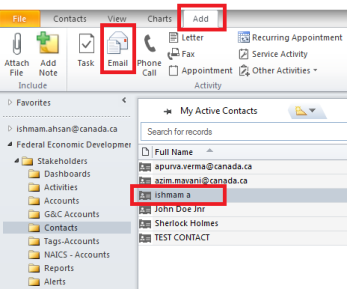 File Contacts View Charts Add
Attach File
Add Note
Task
Email
Phone Call
Letter
Fax
Appointment
Recurring Appointment
Service Activity
Other Activities
Include
Activity
Favorites
ishmam.ahsan@canada.ca
Federal Economic Developmer
Stakeholders
Dashboards
Activities
Accounts
G&C Accounts
Contacts
Tags-Accounts
NAICS - Accounts
Reports
Alerts
My Active Contacts
Search for records
Full Name
apurva.verma@canada.ca
azim.mavani@canada.ca
ishmam a
John Doe Jnr
Sherlock Holmes
TEST CONTACT